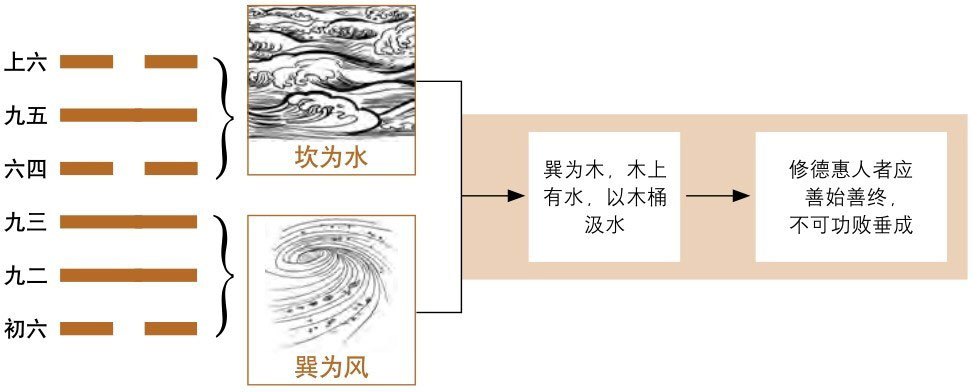 上六
九五
六四
九三
九二
初六
坎为水
巽为风
巽为木，木上
有水，以木桶
汲水
修德惠人者应
善始善终，
不可功败垂成